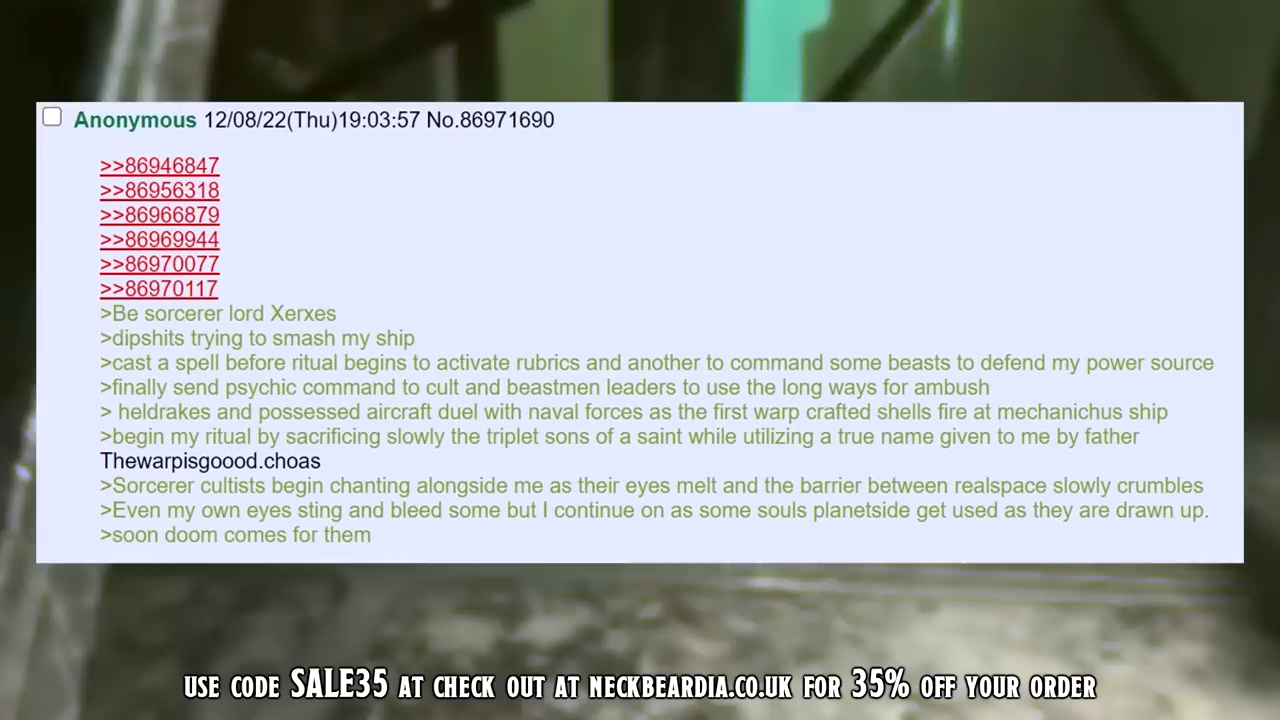 Anonymous 12/08/22(Thu)19:03:57 No.86971690
>>86946847
>>86956318
>>86966879
>>86969944
>>86970077
>>86970117
>Be sorcerer lord Xerxes
>dipshits trying to smash my ship
>cast a spell before ritual begins to activate rubrics and another to command some beasts to defend my power source
>finally send psychic command to cult and beastmen leaders to use the long ways for ambush
> heldrakes and possessed aircraft duel with naval forces as the first warp crafted shells fire at mechanichus ship
>begin my ritual by sacrificing slowly the triplet sons of a saint while utilizing a true name given to me by father
Thewarpisgoood.choas
>Sorcerer cultists begin chanting alongside me as their eyes melt and the barrier between realspace slowly crumbles
>Even my own eyes sting and bleed some but I continue on as some souls planetside get used as they are drawn up.
>soon doom comes for them
USE CODE SALE35 AT CHECK OUT AT NECKBEARDIA.CO.UK FOR 35% OFF YOUR ORDER